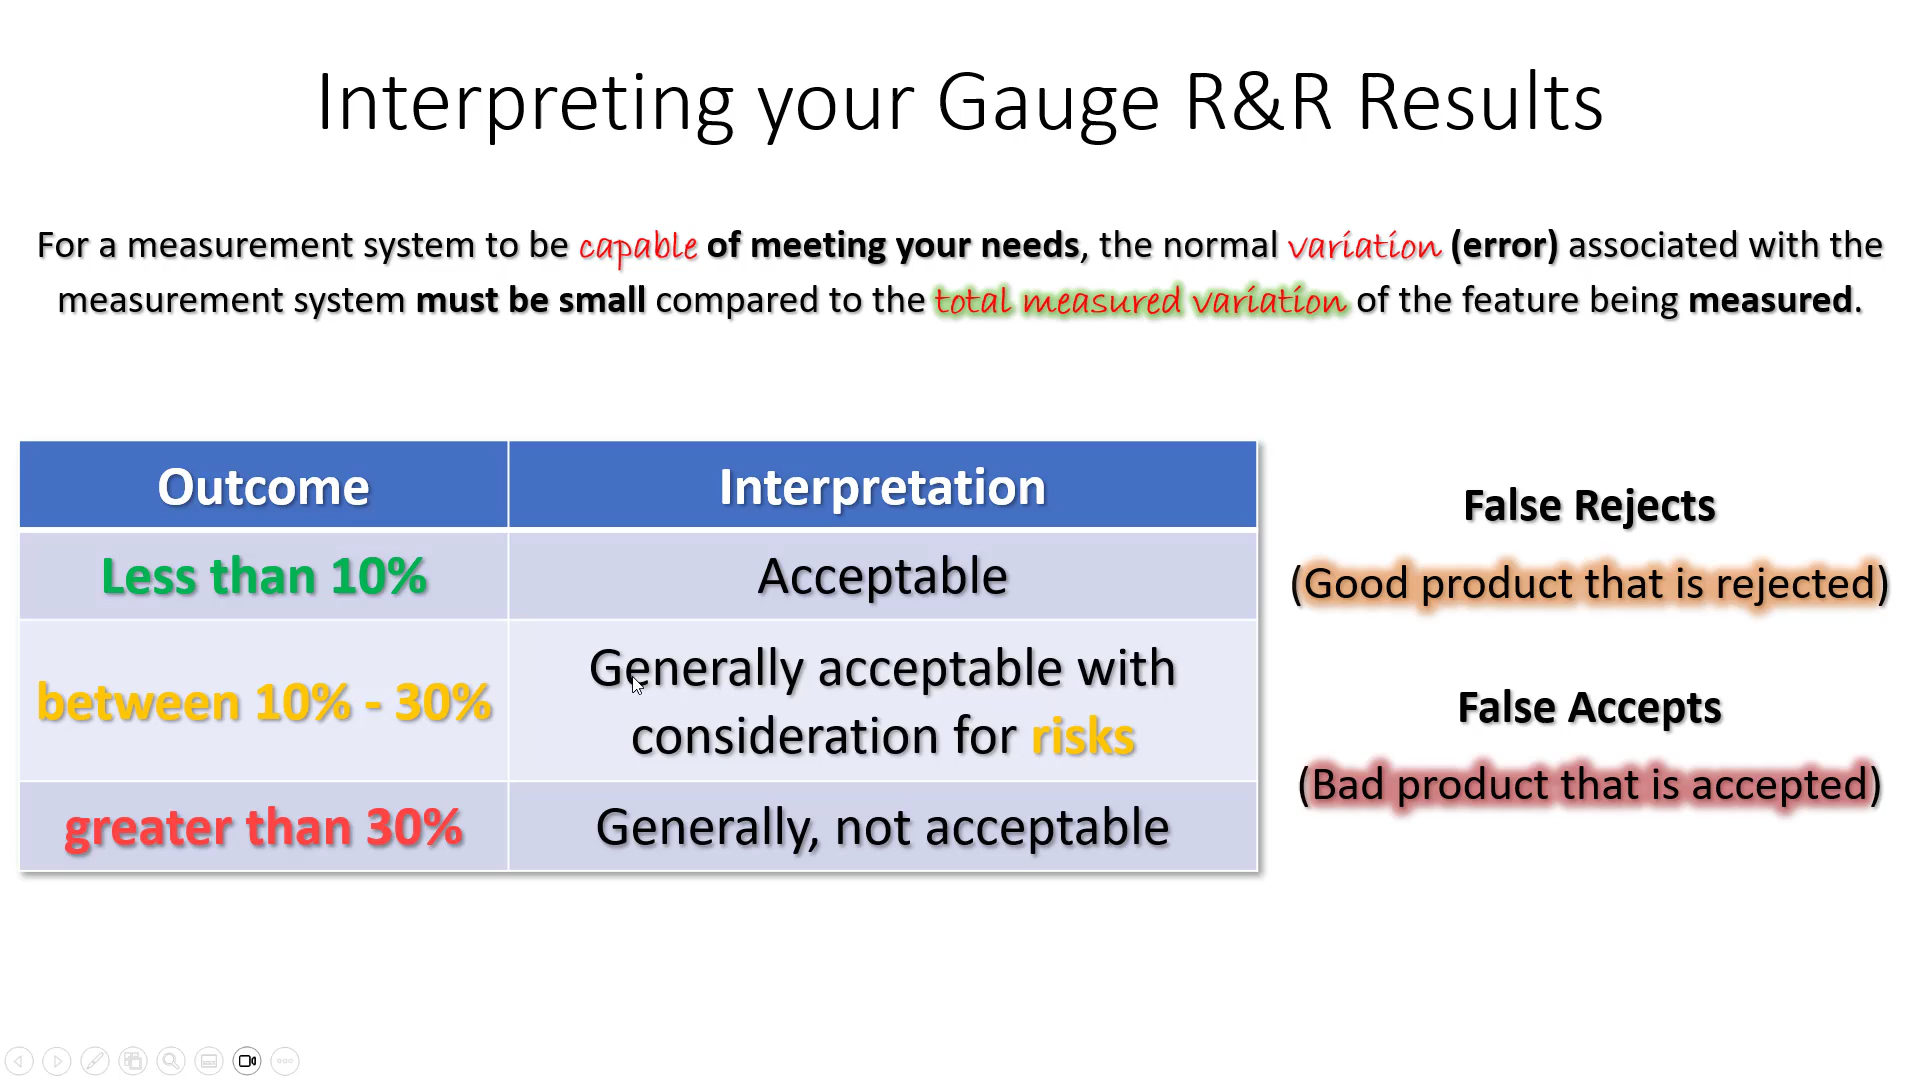 Interpreting your Gauge R&R Results
For a measurement system to be capable of meeting your needs, the normal variation (error) associated with the
measurement system must be small compared to the total measured variation of the feature being measured.
Outcome Interpretation
Less than 10% Acceptable
between 10% - 30% Generally acceptable with
consideration for risks
greater than 30% Generally, not acceptable
False Rejects
(Good product that is rejected)
False Accepts
(Bad product that is accepted)